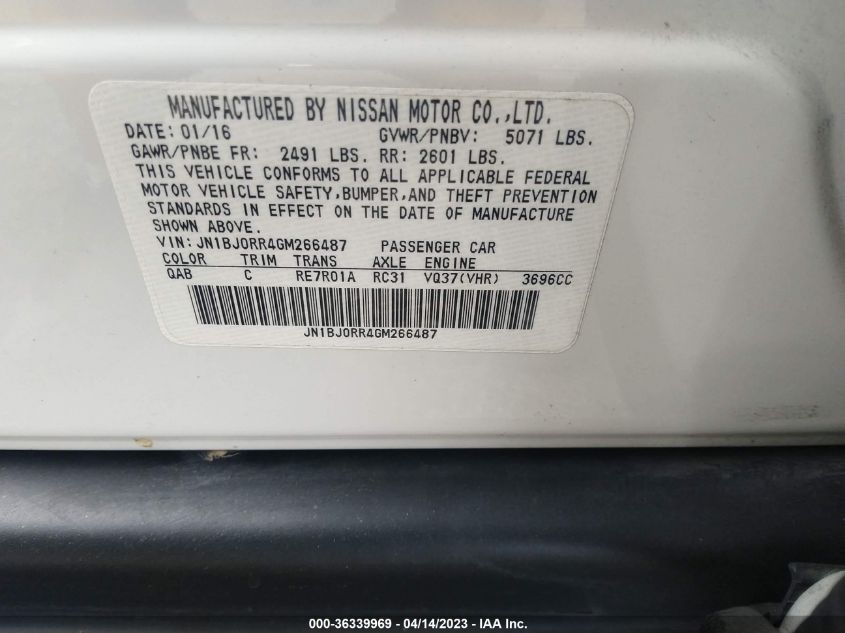 MANUFACTURED BY NISSAN MOTOR CO.,LTD.
DATE: 01/16 GVWR/PNBV: 5071 LBS.
GAWR/PNBE FR: 2491 LBS. RR: 2601 LBS.
THIS VEHICLE CONFORMS TO ALL APPLICABLE FEDERAL
MOTOR VEHICLE SAFETY,BUMPER,AND THEFT PREVENTION
STANDARDS IN EFFECT ON THE DATE OF MANUFACTURE
SHOWN ABOVE.
VIN: JN1BJ0RR4GM266487 PASSENGER CAR
COLOR TRIM TRANS AXLE ENGINE
QAB C RE7R01A RC31 VQ37(VHR) 3696CC
JN1BJ0RR4GM266487
000-36339969 - 04/14/2023 - IAA Inc.